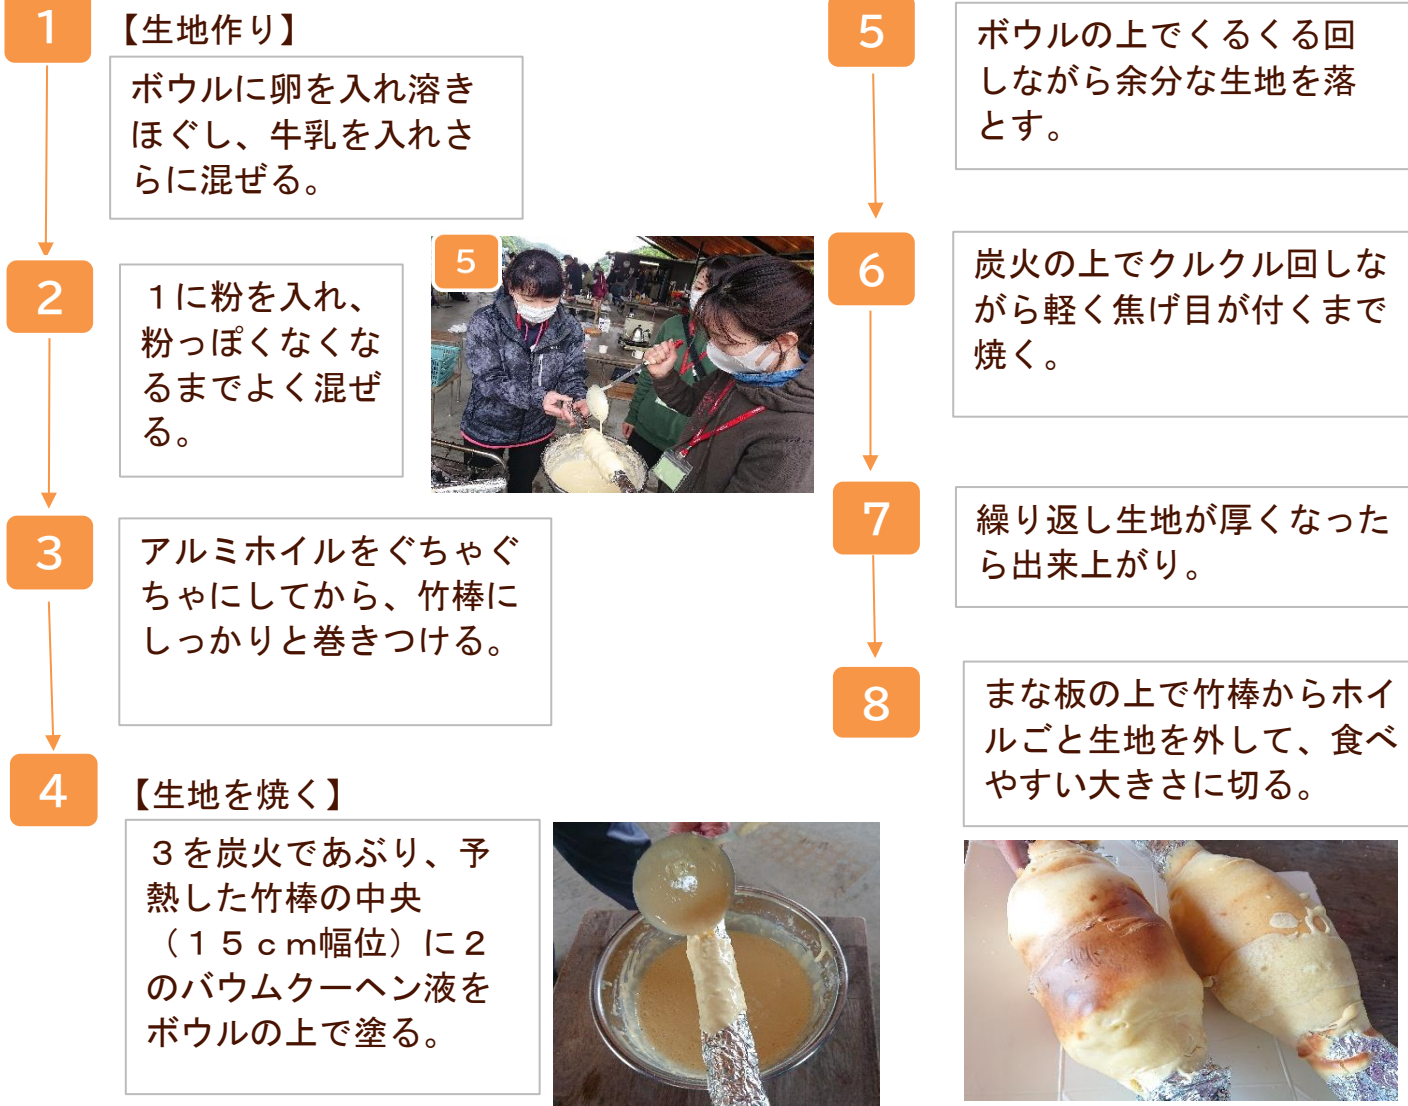 1
【生地作り】
ボウルに卵を入れ溶き
ほぐし、牛乳を入れさ
らに混ぜる。
2
１に粉を入れ、
粉っぽくなくな
るまでよく混ぜ
る。
5
3
アルミホイルをぐちゃぐ
ちゃにしてから、竹棒に
しっかりと巻きつける。
4
【生地を焼く】
３を炭火であぶり、予
熱した竹棒の中央
（１５ｃｍ幅位）に２
のバウムクーヘン液を
ボウルの上で塗る。
5
ボウルの上でくるくる回
しながら余分な生地を落
とす。
6
炭火の上でクルクル回しな
がら軽く焦げ目が付くまで
焼く。
7
繰り返し生地が厚くなった
ら出来上がり。
8
まな板の上で竹棒からホイ
ルごと生地を外して、食べ
やすい大きさに切る。